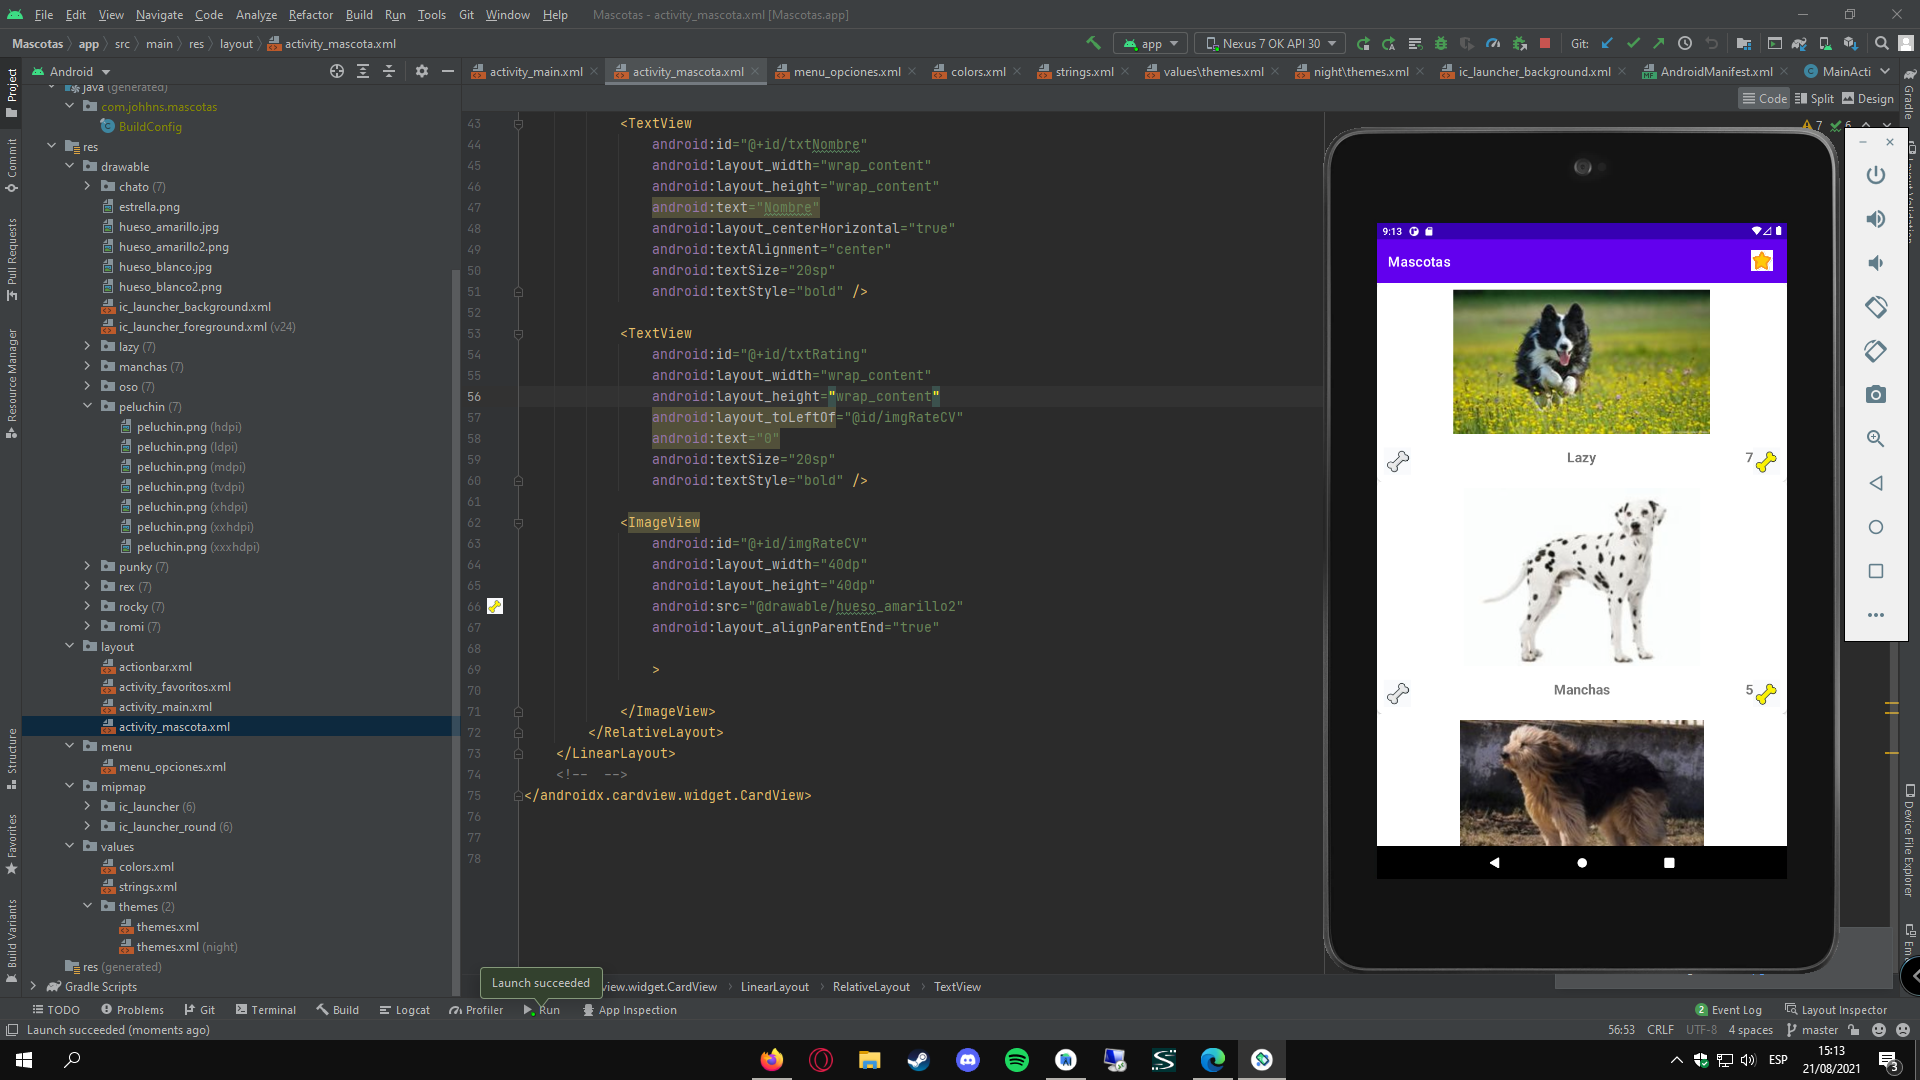 File Edit View Navigate Code Analyze Refactor Build Run Tools Git Window Help Mascotas - activity_mascota.xml [Mascotas.app]
Mascotas app src main res layout activity_mascota.xml
app Nexus 7 OK API 30 Git:
Android
activity_main.xml activity_mascota.xml menu_opciones.xml colors.xml strings.xml values\themes.xml night\themes.xml ic_launcher_background.xml AndroidManifest.xml MainActi
Code Split Design
7 6
Project
Commit
Pull Requests
Resource Manager
Structure
Favorites
Build Variants
java (generated)
com.johhns.mascotas
BuildConfig
res
drawable
chato (7)
estrella.png
hueso_amarillo.jpg
hueso_amarillo2.png
hueso_blanco.jpg
hueso_blanco2.png
ic_launcher_background.xml
ic_launcher_foreground.xml (v24)
lazy (7)
manchas (7)
oso (7)
peluchin (7)
peluchin.png (hdpi)
peluchin.png (ldpi)
peluchin.png (mdpi)
peluchin.png (tvdpi)
peluchin.png (xhdpi)
peluchin.png (xxhdpi)
peluchin.png (xxxhdpi)
punky (7)
rex (7)
rocky (7)
romi (7)
layout
actionbar.xml
activity_favoritos.xml
activity_main.xml
activity_mascota.xml
menu
menu_opciones.xml
mipmap
ic_launcher (6)
ic_launcher_round (6)
values
colors.xml
strings.xml
themes (2)
themes.xml
themes.xml (night)
res (generated)
Gradle Scripts
43 <TextView
44 android:id="@+id/txtNombre"
45 android:layout_width="wrap_content"
46 android:layout_height="wrap_content"
47 android:text="Nombre"
48 android:layout_centerHorizontal="true"
49 android:textAlignment="center"
50 android:textSize="20sp"
51 android:textStyle="bold" />
52
53 <TextView
54 android:id="@+id/txtRating"
55 android:layout_width="wrap_content"
56 android:layout_height="wrap_content"
57 android:layout_toLeftOf="@id/imgRateCV"
58 android:text="0"
59 android:textSize="20sp"
60 android:textStyle="bold" />
61
62 <ImageView
63 android:id="@+id/imgRateCV"
64 android:layout_width="40dp"
65 android:layout_height="40dp"
66 android:src="@drawable/hueso_amarillo2"
67 android:layout_alignParentEnd="true"
68
69 >
70
71 </ImageView>
72 </RelativeLayout>
73 </LinearLayout>
74 <!-- -->
75 </androidx.cardview.widget.CardView>
76
77
78
9:13
Mascotas
Lazy 7
Manchas 5
Gradle
Device File Explorer
Launch succeeded
view.widget.CardView LinearLayout RelativeLayout TextView
TODO Problems Git Terminal Build Logcat Profiler Run App Inspection 2 Event Log Layout Inspector
Launch succeeded (moments ago) 56:53 CRLF UTF-8 4 spaces master
ESP 15:13
21/08/2021 3